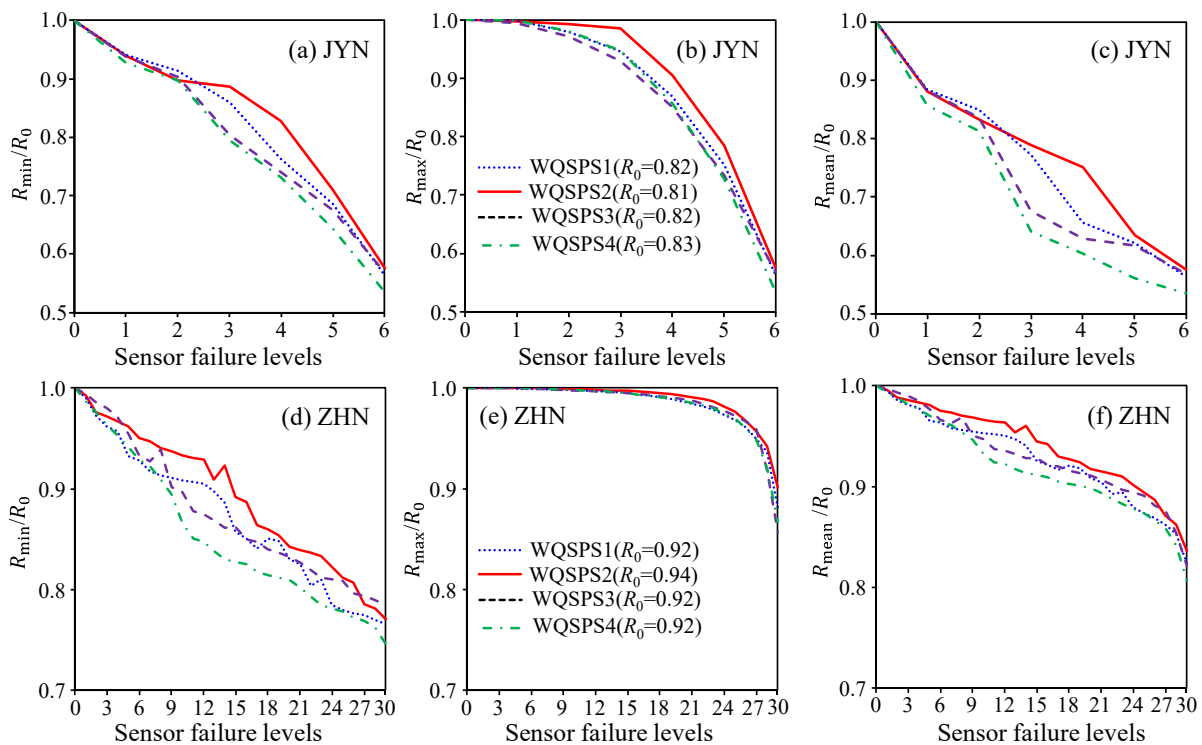 (a) JYN
R_min/R_0
1.0
0.9
0.8
0.7
0.6
0.5
0 1 2 3 4 5 6
Sensor failure levels
(b) JYN
R_max/R_0
1.0
0.9
0.8
0.7
0.6
0.5
WQSPS1(R_0=0.82)
WQSPS2(R_0=0.81)
WQSPS3(R_0=0.82)
WQSPS4(R_0=0.83)
0 1 2 3 4 5 6
Sensor failure levels
(c) JYN
R_mean/R_0
1.0
0.9
0.8
0.7
0.6
0.5
0 1 2 3 4 5 6
Sensor failure levels
(d) ZHN
R_min/R_0
1.0
0.9
0.8
0.7
0 3 6 9 12 15 18 21 24 27 30
Sensor failure levels
(e) ZHN
R_max/R_0
1.0
0.9
0.8
0.7
WQSPS1(R_0=0.92)
WQSPS2(R_0=0.94)
WQSPS3(R_0=0.92)
WQSPS4(R_0=0.92)
0 3 6 9 12 15 18 21 24 27 30
Sensor failure levels
(f) ZHN
R_mean /R_0
1.0
0.9
0.8
0.7
0 3 6 9 12 15 18 21 24 27 30
Sensor failure levels